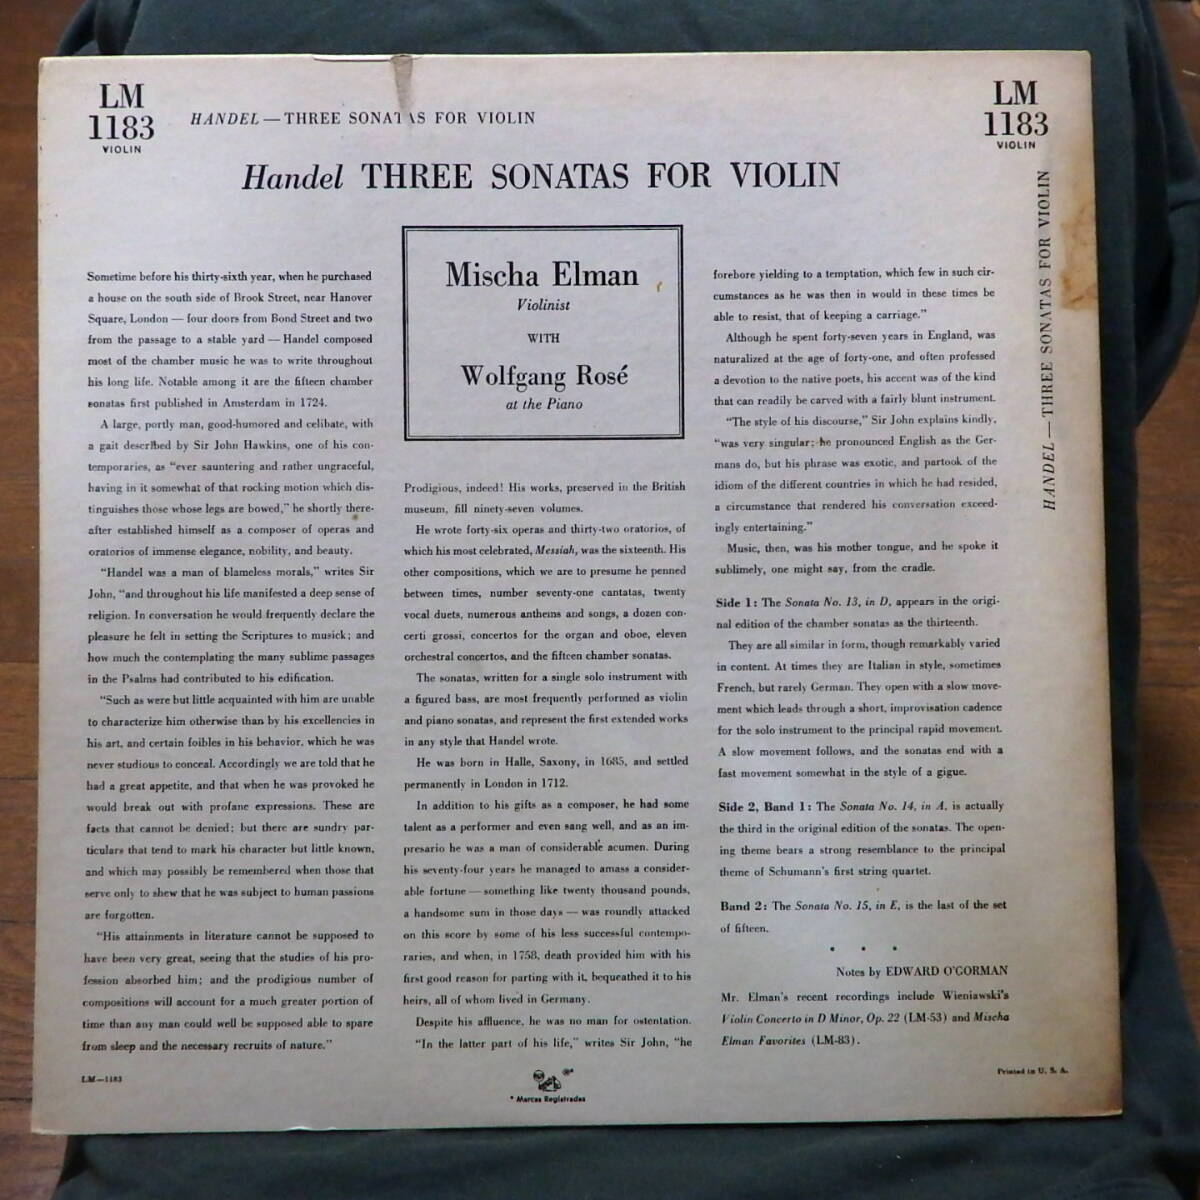 LM
1183
VIOLIN
HANDEL—THREE SONATAS FOR VIOLIN
LM
1183
VIOLIN
Handel THREE SONATAS FOR VIOLIN
HANDEL—THREE SONATAS FOR VIOLIN
Mischa Elman
Violinist
WITH
Wolfgang Rosé
at the Piano
Sometime before his thirty-sixth year, when he purchased
a house on the south side of Brook Street, near Hanover
Square, London — four doors from Bond Street and two
from the passage to a stable yard — Handel composed
most of the chamber music he was to write throughout
his long life. Notable among it are the fifteen chamber
sonatas first published in Amsterdam in 1724.
A large, portly man, good-humored and celibate, with
a gait described by Sir John Hawkins, one of his con-
temporaries, as “ever sauntering and rather ungraceful,
having in it somewhat of that rocking motion which dis-
tinguishes those whose legs are bowed,” he shortly there-
after established himself as a composer of operas and
oratorios of immense elegance, nobility, and beauty.
“Handel was a man of blameless morals,” writes Sir
John, “and throughout his life manifested a deep sense of
religion. In conversation he would frequently declare the
pleasure he felt in setting the Scriptures to musick; and
how much the contemplating the many sublime passages
in the Psalms had contributed to his edification.
“Such as were but little acquainted with him are unable
to characterize him otherwise than by his excellencies in
his art, and certain foibles in his behavior, which he was
never studious to conceal. Accordingly we are told that he
had a great appetite, and that when he was provoked he
would break out with profane expressions. These are
facts that cannot be denied; but there are sundry par-
ticulars that tend to mark his character but little known,
and which may possibly be remembered when those that
serve only to shew that he was subject to human passions
are forgotten.
“His attainments in literature cannot be supposed to
have been very great, seeing that the studies of his pro-
fession absorbed him; and the prodigious number of
compositions will account for a much greater portion of
time than any man could well be supposed able to spare
from sleep and the necessary recruits of nature.”
Prodigious, indeed! His works, preserved in the British
museum, fill ninety-seven volumes.
He wrote forty-six operas and thirty-two oratorios, of
which his most celebrated, Messiah, was the sixteenth. His
other compositions, which we are to presume he penned
between times, number seventy-one cantatas, twenty
vocal duets, numerous anthems and songs, a dozen con-
certi grossi, concertos for the organ and oboe, eleven
orchestral concertos, and the fifteen chamber sonatas.
The sonatas, written for a single solo instrument with
a figured bass, are most frequently performed as violin
and piano sonatas, and represent the first extended works
in any style that Handel wrote.
He was born in Halle, Saxony, in 1685, and settled
permanently in London in 1712.
In addition to his gifts as a composer, he had some
talent as a performer and even sang well, and as an im-
presario he was a man of considerable acumen. During
his seventy-four years he managed to amass a consider-
able fortune — something like twenty thousand pounds,
a handsome sum in those days — was roundly attacked
on this score by some of his less successful contempo-
raries, and when, in 1758, death provided him with his
first good reason for parting with it, bequeathed it to his
heirs, all of whom lived in Germany.
Despite his affluence, he was no man for ostentation.
“In the latter part of his life,” writes Sir John, “he
forebore yielding to a temptation, which few in such cir-
cumstances as he was then in would in these times be
able to resist, that of keeping a carriage.”
Although he spent forty-seven years in England, was
naturalized at the age of forty-one, and often professed
a devotion to the native poets, his accent was of the kind
that can readily be carved with a fairly blunt instrument.
“The style of his discourse,” Sir John explains kindly,
“was very singular; he pronounced English as the Ger-
mans do, but his phrase was exotic, and partook of the
idiom of the different countries in which he had resided,
a circumstance that rendered his conversation exceed-
ingly entertaining.”
Music, then, was his mother tongue, and he spoke it
sublimely, one might say, from the cradle.
Side 1: The Sonata No. 13, in D, appears in the origi-
nal edition of the chamber sonatas as the thirteenth.
They are all similar in form, though remarkably varied
in content. At times they are Italian in style, sometimes
French, but rarely German. They open with a slow move-
ment which leads through a short, improvisation cadence
for the solo instrument to the principal rapid movement.
A slow movement follows, and the sonatas end with a
fast movement somewhat in the style of a gigue.
Side 2, Band 1: The Sonata No. 14, in A, is actually
the third in the original edition of the sonatas. The open-
ing theme bears a strong resemblance to the principal
theme of Schumann's first string quartet.
Band 2: The Sonata No. 15, in E, is the last of the set
of fifteen.
• • •
Notes by EDWARD O'GORMAN
Mr. Elman's recent recordings include Wieniawski's
Violin Concerto in D Minor, Op. 22 (LM-53) and Mischa
Elman Favorites (LM-83).
LM—1183
* Marcas Registradas
Printed in U. S. A.